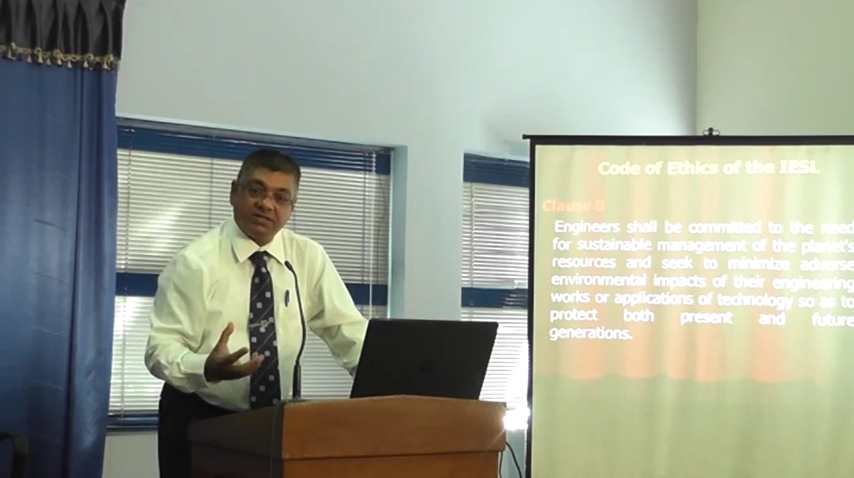 Code of Ethics of the IESL
Clause 8
Engineers shall be committed to the need
for sustainable management of the planet's
resources and seek to minimize adverse
environmental impacts of their engineering
works or applications of technology so as to
protect both present and future
generations.